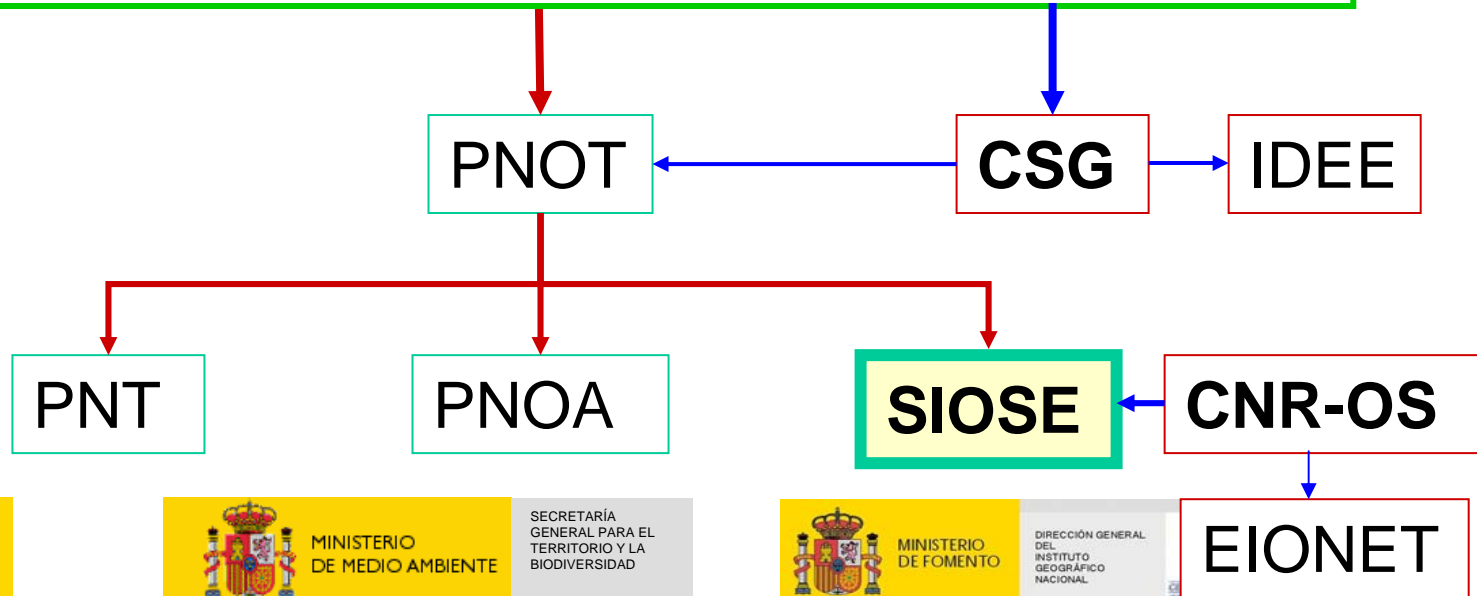 PNOT
CSG
IDEE
PNT
PNOA
SIOSE
CNR-OS
EIONET
MINISTERIO
DE MEDIO AMBIENTE
SECRETARÍA
GENERAL PARA EL
TERRITORIO Y LA
BIODIVERSIDAD
MINISTERIO
DE FOMENTO
DIRECCIÓN GENERAL
DEL
INSTITUTO
GEOGRÁFICO
NACIONAL